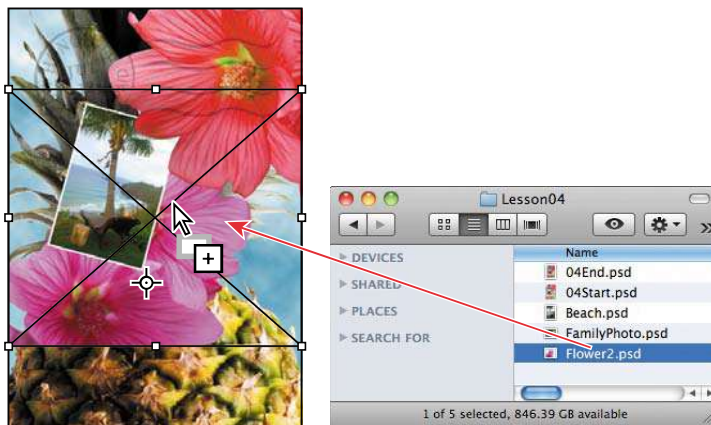 Lesson04
DEVICES
SHARED
PLACES
SEARCH FOR
Name
04End.psd
04Start.psd
Beach.psd
FamilyPhoto.psd
Flower2.psd
1 of 5 selected, 846.39 GB available